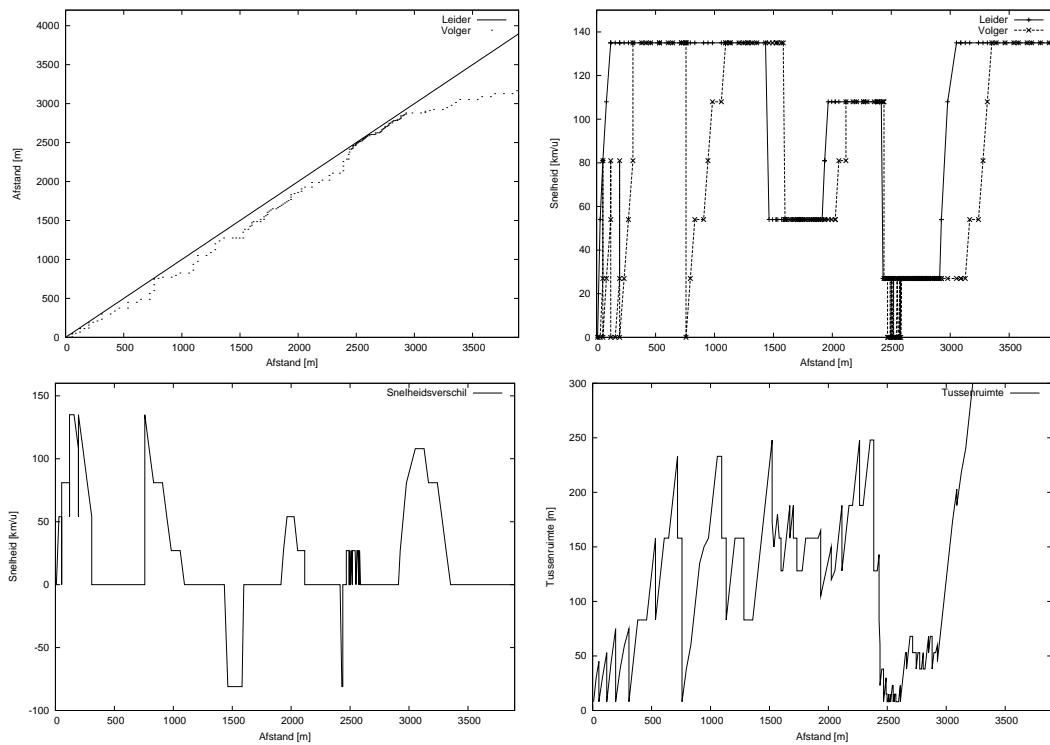 Leider
Volger
4000
3500
3000
2500
2000
1500
1000
500
0
0 500 1000 1500 2000 2500 3000 3500
Afstand [m]
Afstand [m]
Leider
Volger
140
120
100
80
60
40
20
0
0 500 1000 1500 2000 2500 3000 3500
Snelheid [km/u]
Afstand [m]
Snelheidsverschil
150
100
50
0
-50
-100
0 500 1000 1500 2000 2500 3000 3500
Snelheid [km/u]
Afstand [m]
Tussenruimte
300
250
200
150
100
50
0
0 500 1000 1500 2000 2500 3000 3500
Tussenruimte [m]
Afstand [m]